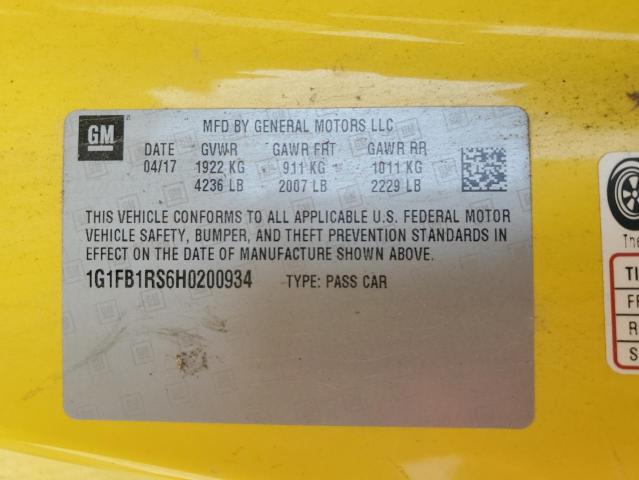 GM
MFD BY GENERAL MOTORS LLC
DATE GVWR GAWR FRT GAWR RR
04/17 1922 KG 911 KG 1011 KG
4236 LB 2007 LB 2229 LB
THIS VEHICLE CONFORMS TO ALL APPLICABLE U.S. FEDERAL MOTOR
VEHICLE SAFETY, BUMPER, AND THEFT PREVENTION STANDARDS IN
EFFECT ON THE DATE OF MANUFACTURE SHOWN ABOVE.
1G1FB1RS6H0200934 TYPE: PASS CAR